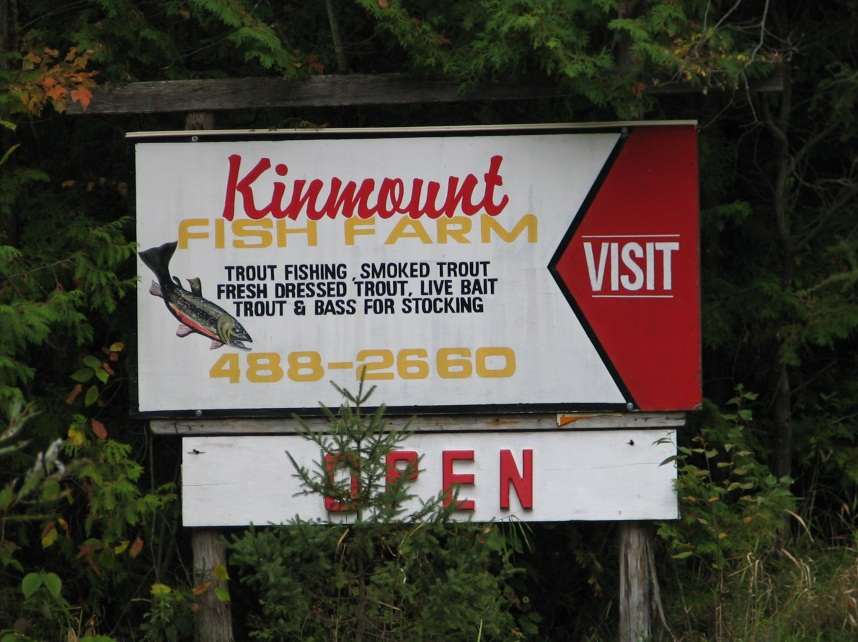 Kinmount
FISH FARM
TROUT FISHING, SMOKED TROUT
FRESH DRESSED TROUT, LIVE BAIT
TROUT & BASS FOR STOCKING
488-2660
VISIT
OPEN